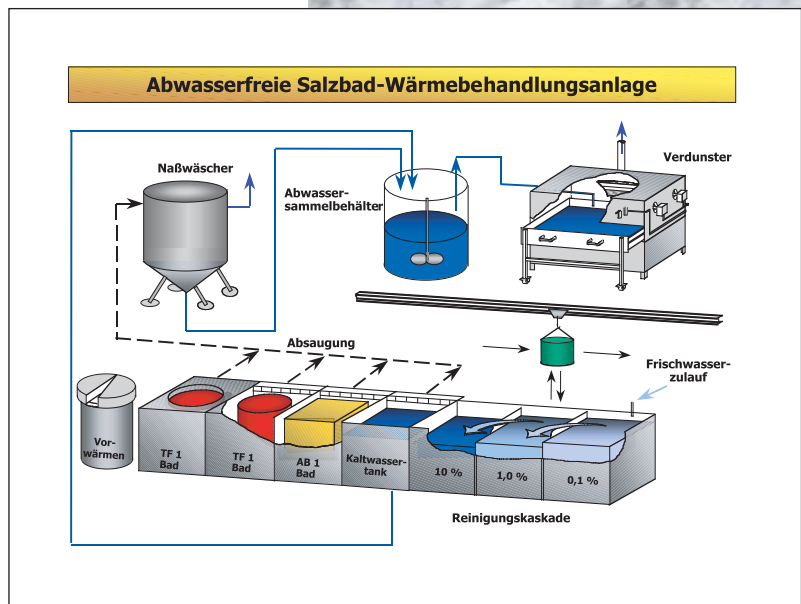 Abwasserfreie Salzbad-Wärmebehandlungsanlage
Naßwäscher
Abwasser-
sammelbehälter
Verdunster
Absaugung
Frischwasser-
zulauf
Vor-
wärmen
TF 1
Bad
TF 1
Bad
AB 1
Bad
Kaltwasser-
tank
10 %
1,0 %
0,1 %
Reinigungskaskade